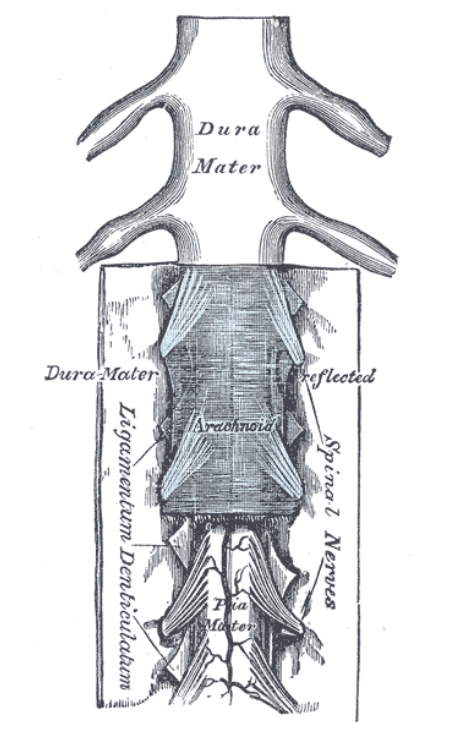 Dura
Mater
Dura-Mater
reflected
Arachnoid
Ligamentum Denticulatum
Spinal Nerves
Pia
Mater